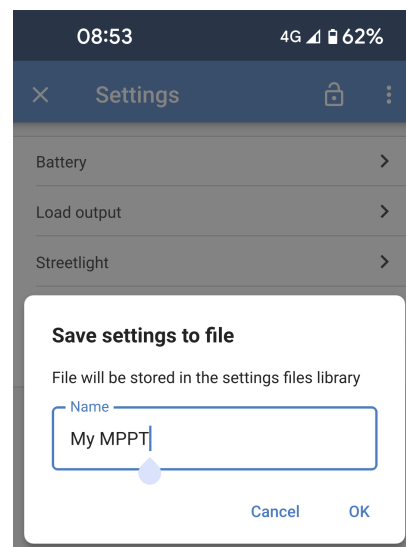 08:53 4G 62%
Settings
Battery
Load output
Streetlight
Save settings to file
File will be stored in the settings files library
Name
My MPPT
Cancel OK